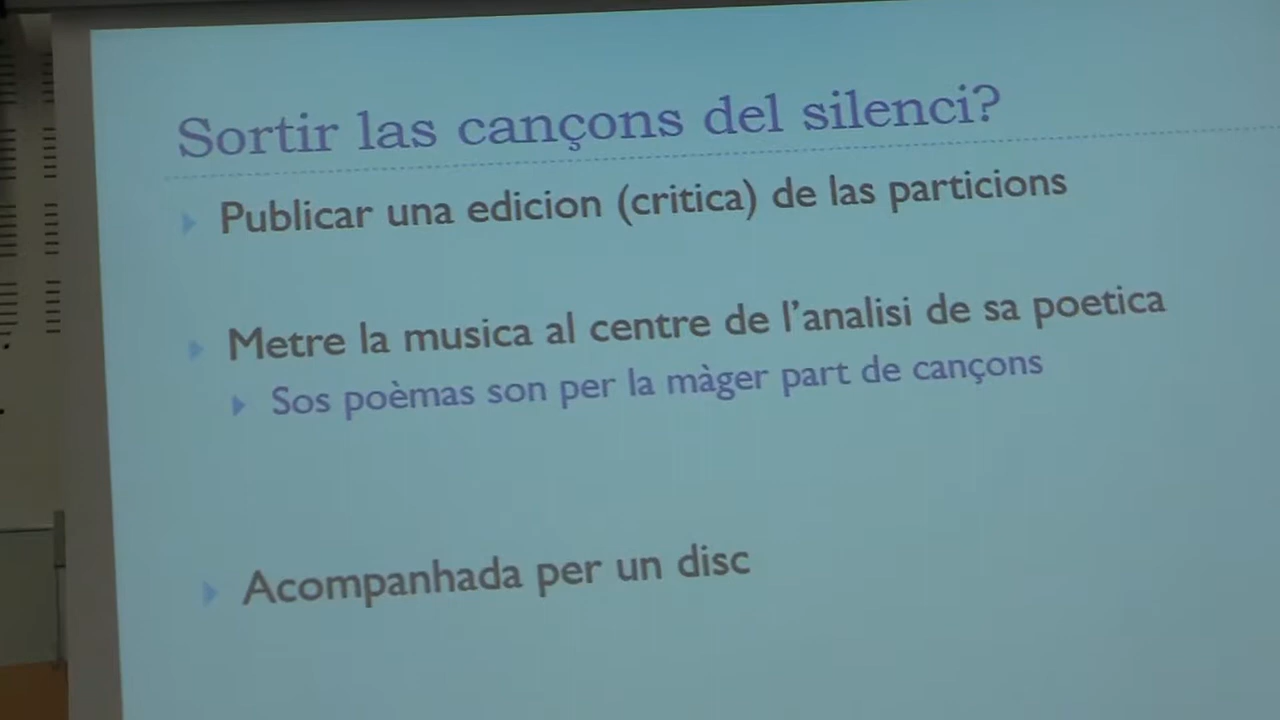 Sortir las cançons del silenci?
Publicar una edicion (critica) de las particions
Metre la musica al centre de l'analisi de sa poetica
Sos poèmas son per la màger part de cançons
Acompanhada per un disc